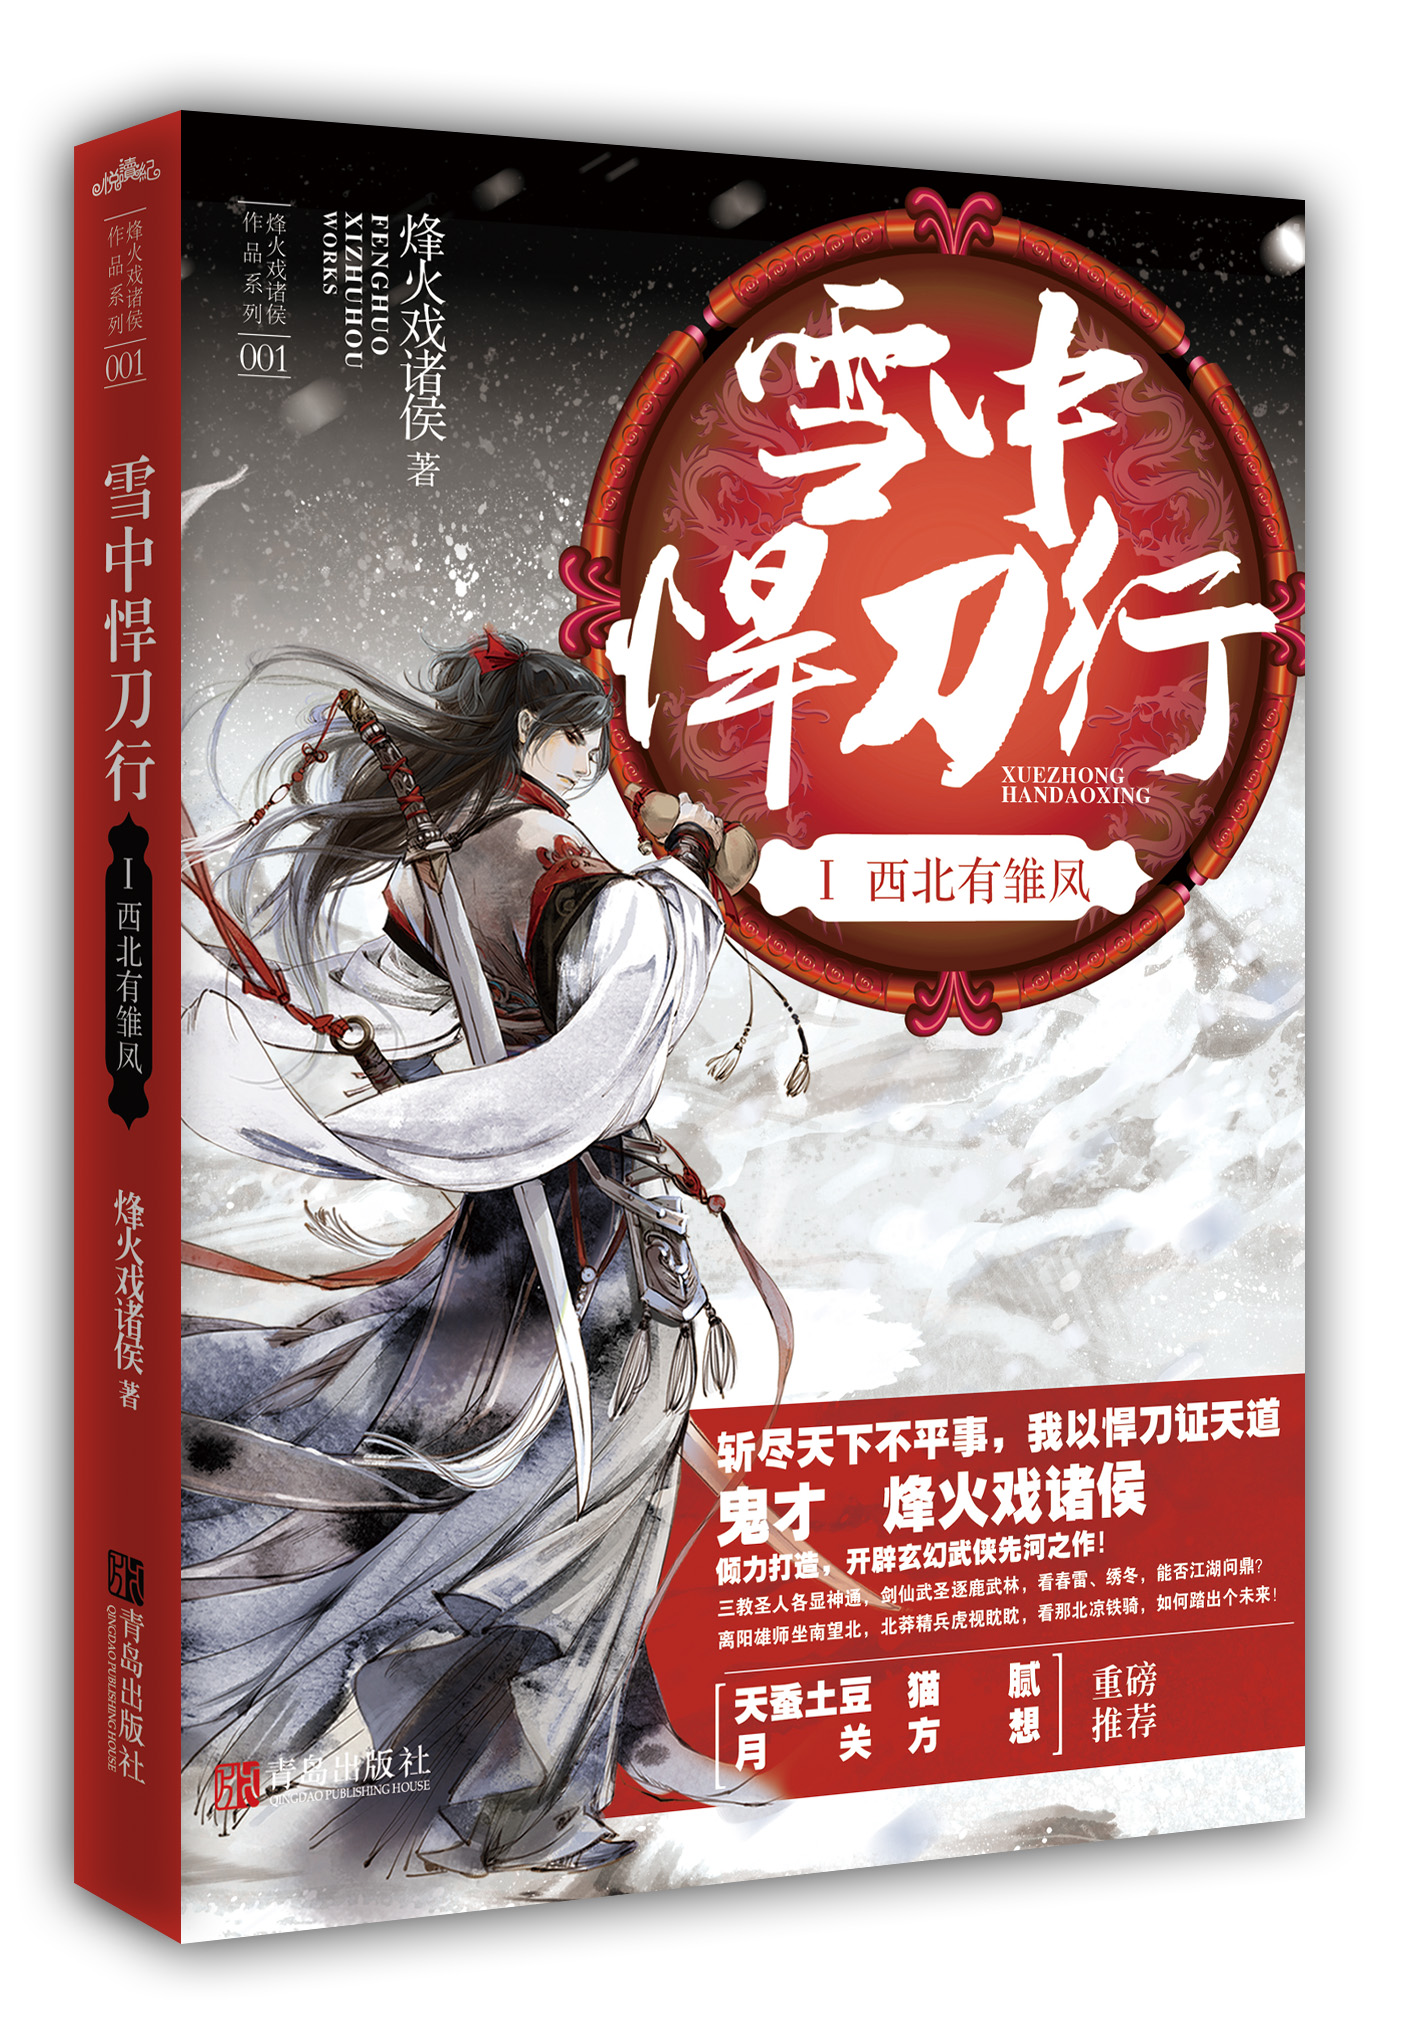 悦讀紀
烽火戏诸侯
作品系列
001
雪中悍刀行
I 西北有雏凤
烽火戏诸侯 著
青岛出版社
QINGDAO PUBLISHING HOUSE
烽火戏诸侯
作品系列
001
烽火戏诸侯 著
FENGHUO
XIZHUHOU
WORKS
雪中
悍刀行
XUEZHONG
HANDAOXING
I 西北有雏凤
斩尽天下不平事，我以悍刀证天道
鬼才 烽火戏诸侯
倾力打造，开辟玄幻武侠先河之作！
三教圣人各显神通，剑仙武圣逐鹿武林，看春雷、绣冬，能否江湖问鼎？
离阳雄师坐南望北，北莽精兵虎视眈眈，看那北凉铁骑，如何踏出个未来！
天蚕土豆 猫腻
月关 方想
重磅
推荐
青岛出版社
QINGDAO PUBLISHING HOUSE